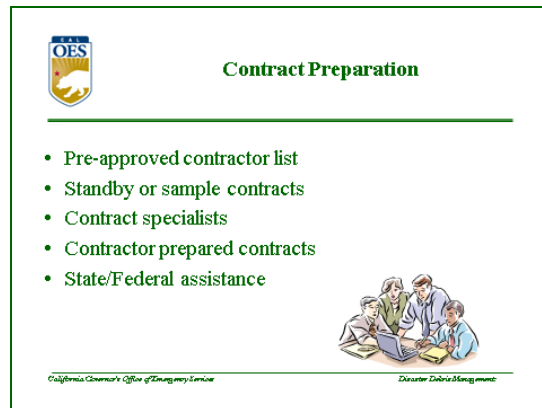 CAL
OES
Contract Preparation
• Pre-approved contractor list
• Standby or sample contracts
• Contract specialists
• Contractor prepared contracts
• State/Federal assistance
California Governor's Office of Emergency Services
Disaster Debris Management